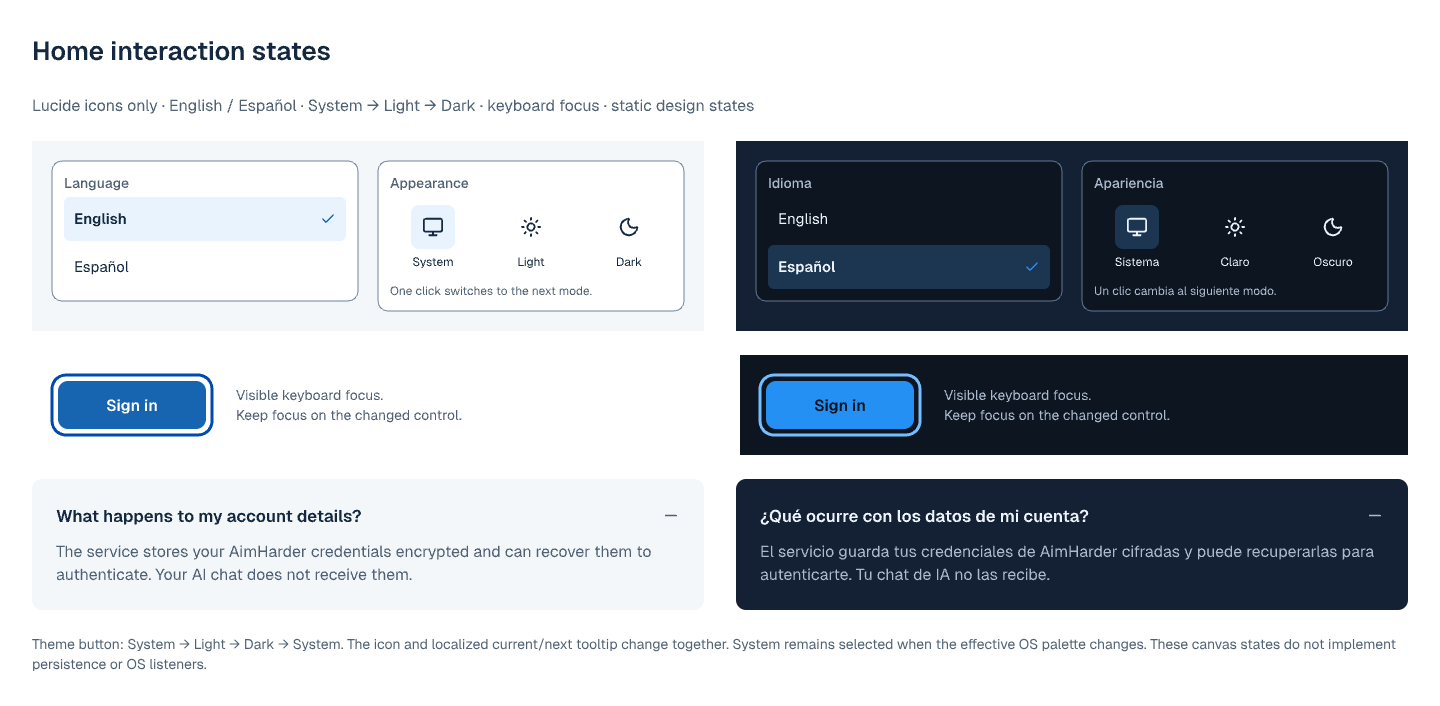 Home interaction states
Lucide icons only · English / Español · System → Light → Dark · keyboard focus · static design states
Language
English
Español
Appearance
System
Light
Dark
One click switches to the next mode.
Idioma
English
Español
Apariencia
Sistema
Claro
Oscuro
Un clic cambia al siguiente modo.
Sign in
Visible keyboard focus.
Keep focus on the changed control.
Sign in
Visible keyboard focus.
Keep focus on the changed control.
What happens to my account details?
The service stores your AimHarder credentials encrypted and can recover them to
authenticate. Your AI chat does not receive them.
¿Qué ocurre con los datos de mi cuenta?
El servicio guarda tus credenciales de AimHarder cifradas y puede recuperarlas para
autenticarte. Tu chat de IA no las recibe.
Theme button: System → Light → Dark → System. The icon and localized current/next tooltip change together. System remains selected when the effective OS palette changes. These canvas states do not implement
persistence or OS listeners.